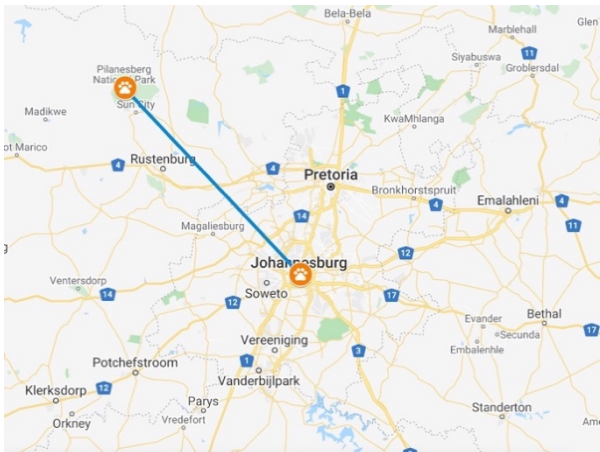 Bela-Bela
Marblehall
Glen
11
Siyabuswa
Groblersdal
Pilanesberg
National Park
Sun City
1
Madikwe
KwaMhlanga
ot Marico
4
Rustenburg
4
Pretoria
Bronkhorstspruit
4
Emalahleni
4
11
14
Magaliesburg
12
Johannesburg
Ventersdorp
14
Soweto
12
17
Evander
Bethal
Secunda
17
Embalenhle
Vereeniging
1
3
Potchefstroom
Vanderbijlpark
12
Klerksdorp
Parys
Orkney
Vredefort
Standerton
Ame